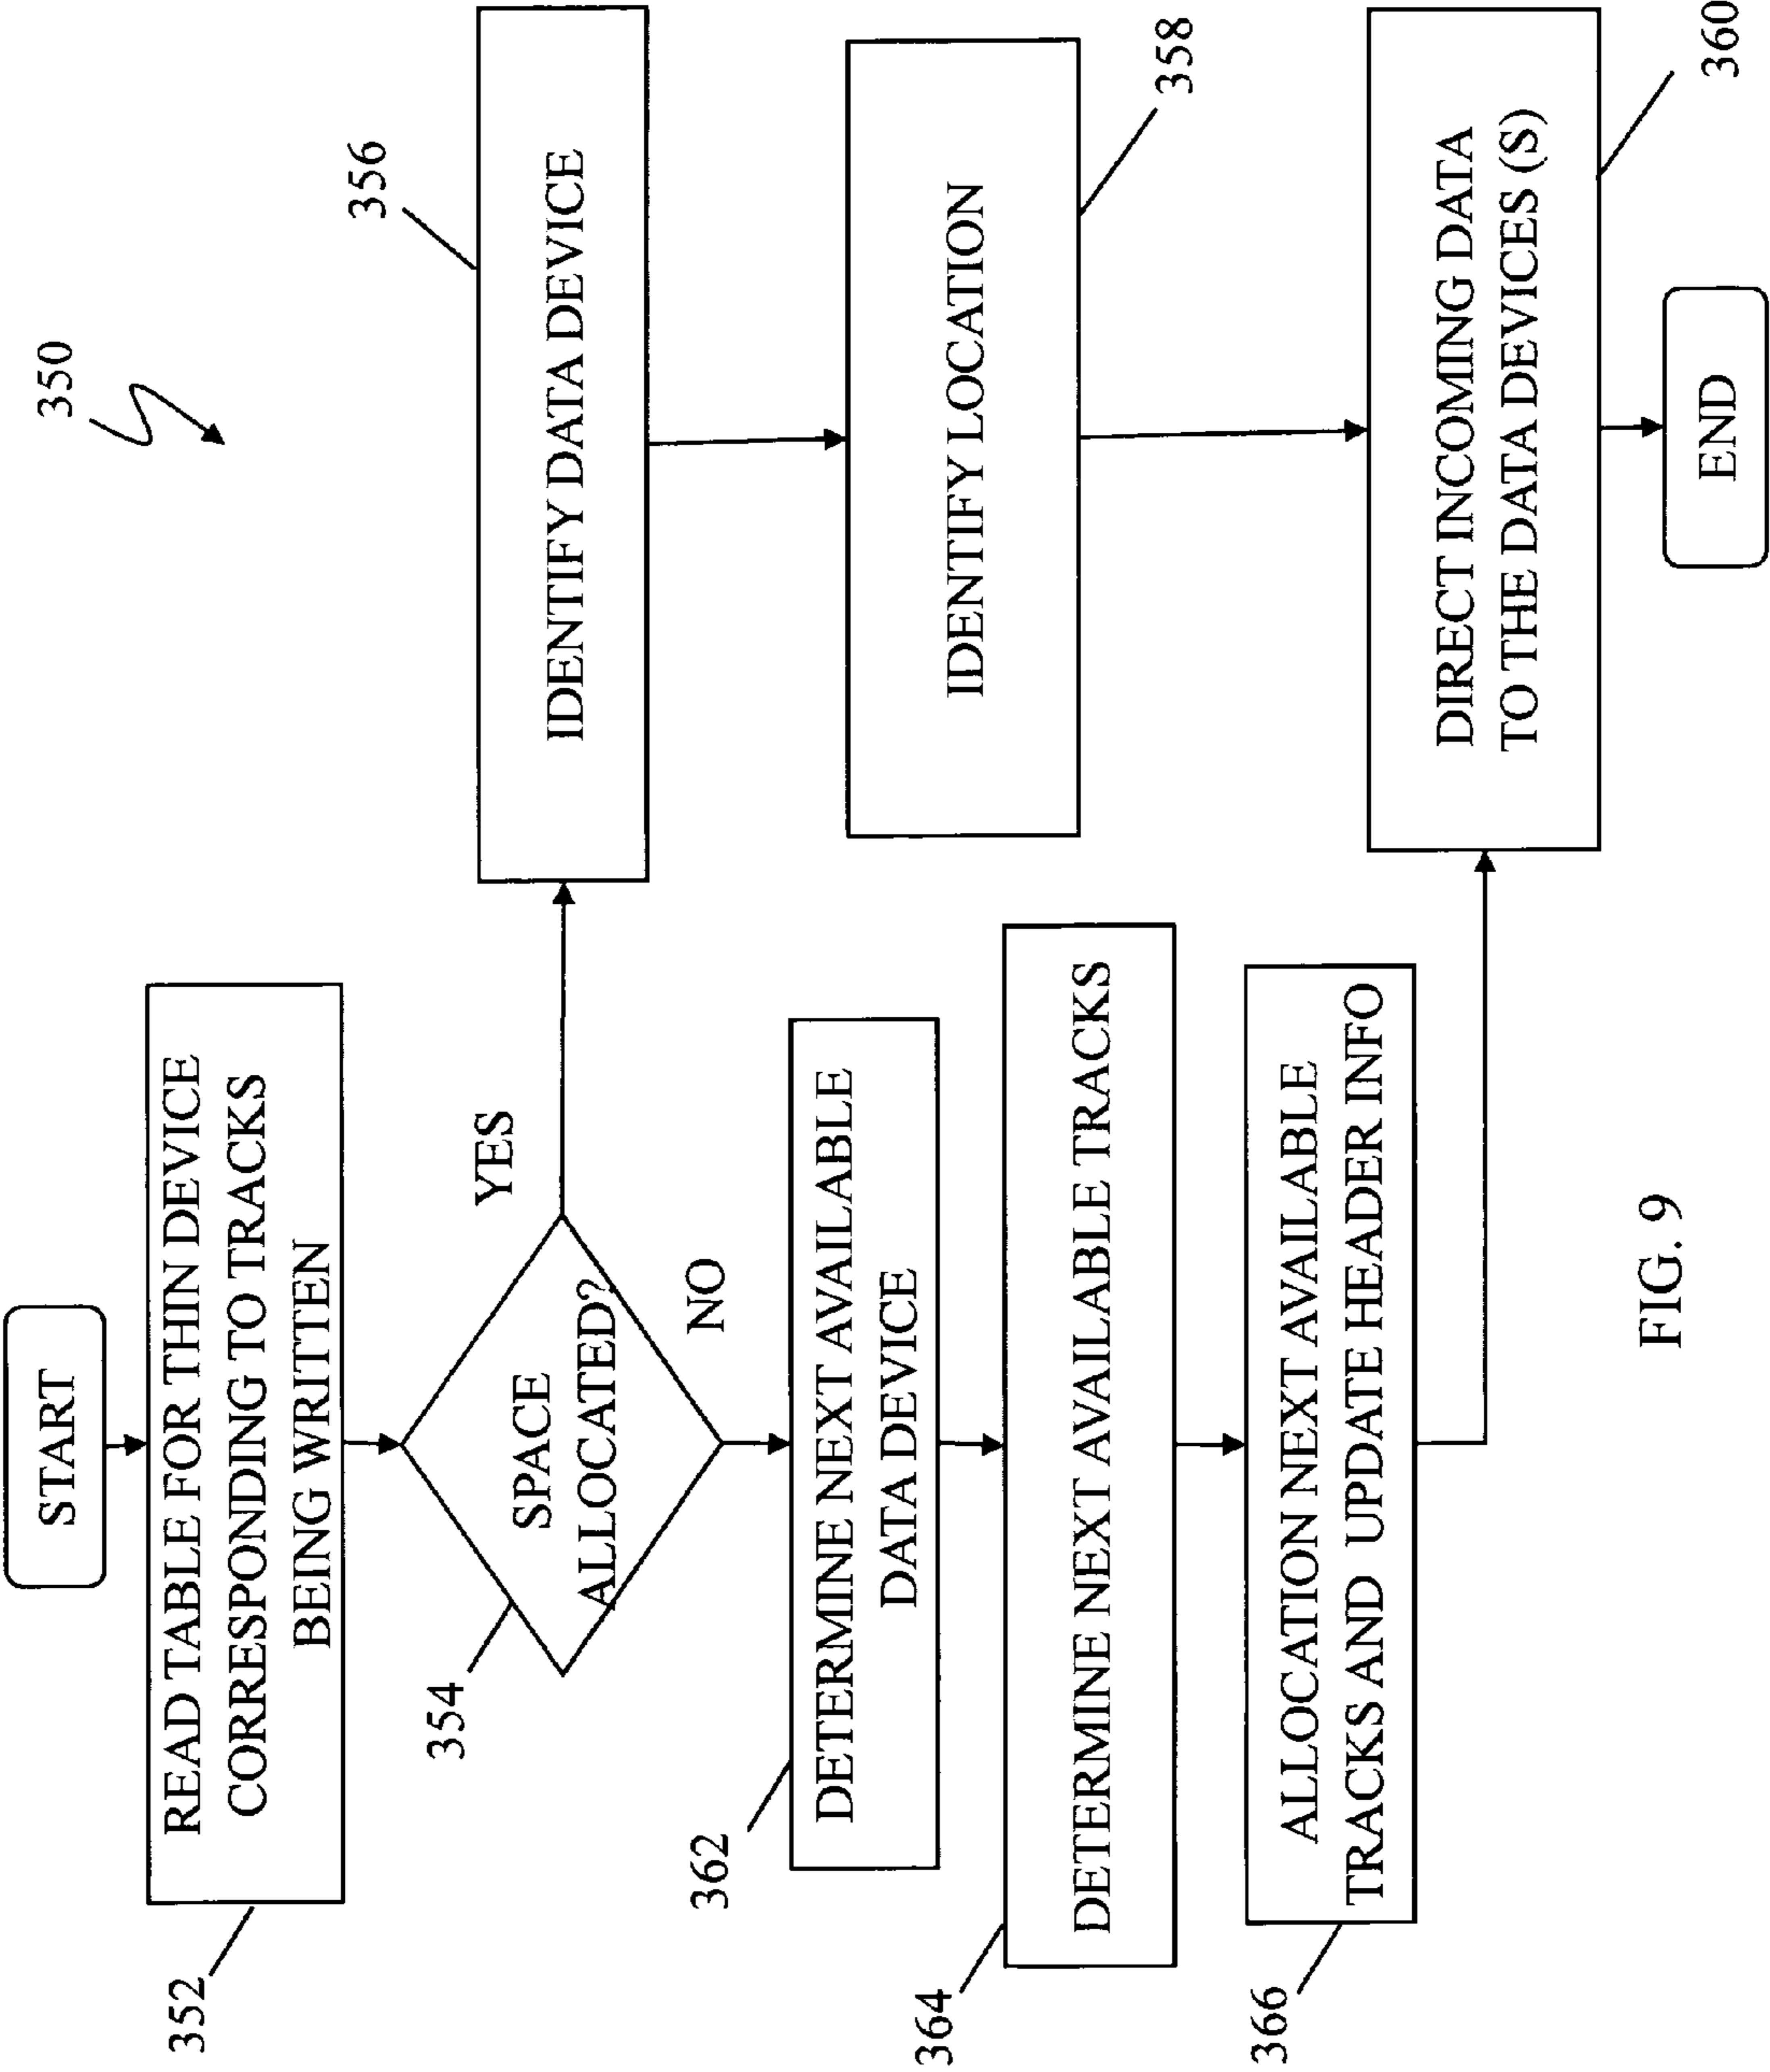 350
START
352
READ TABLE FOR THIN DEVICE
CORRESPONDING TO TRACKS
BEING WRITTEN
354
SPACE
ALLOCATED?
YES
NO
356
IDENTIFY DATA DEVICE
358
IDENTIFY LOCATION
362
DETERMINE NEXT AVAILABLE
DATA DEVICE
364
DETERMINE NEXT AVAILABLE TRACKS
366
ALLOCATION NEXT AVAILABLE
TRACKS AND UPDATE HEADER INFO
360
DIRECT INCOMING DATA
TO THE DATA DEVICES (S)
END
FIG. 9